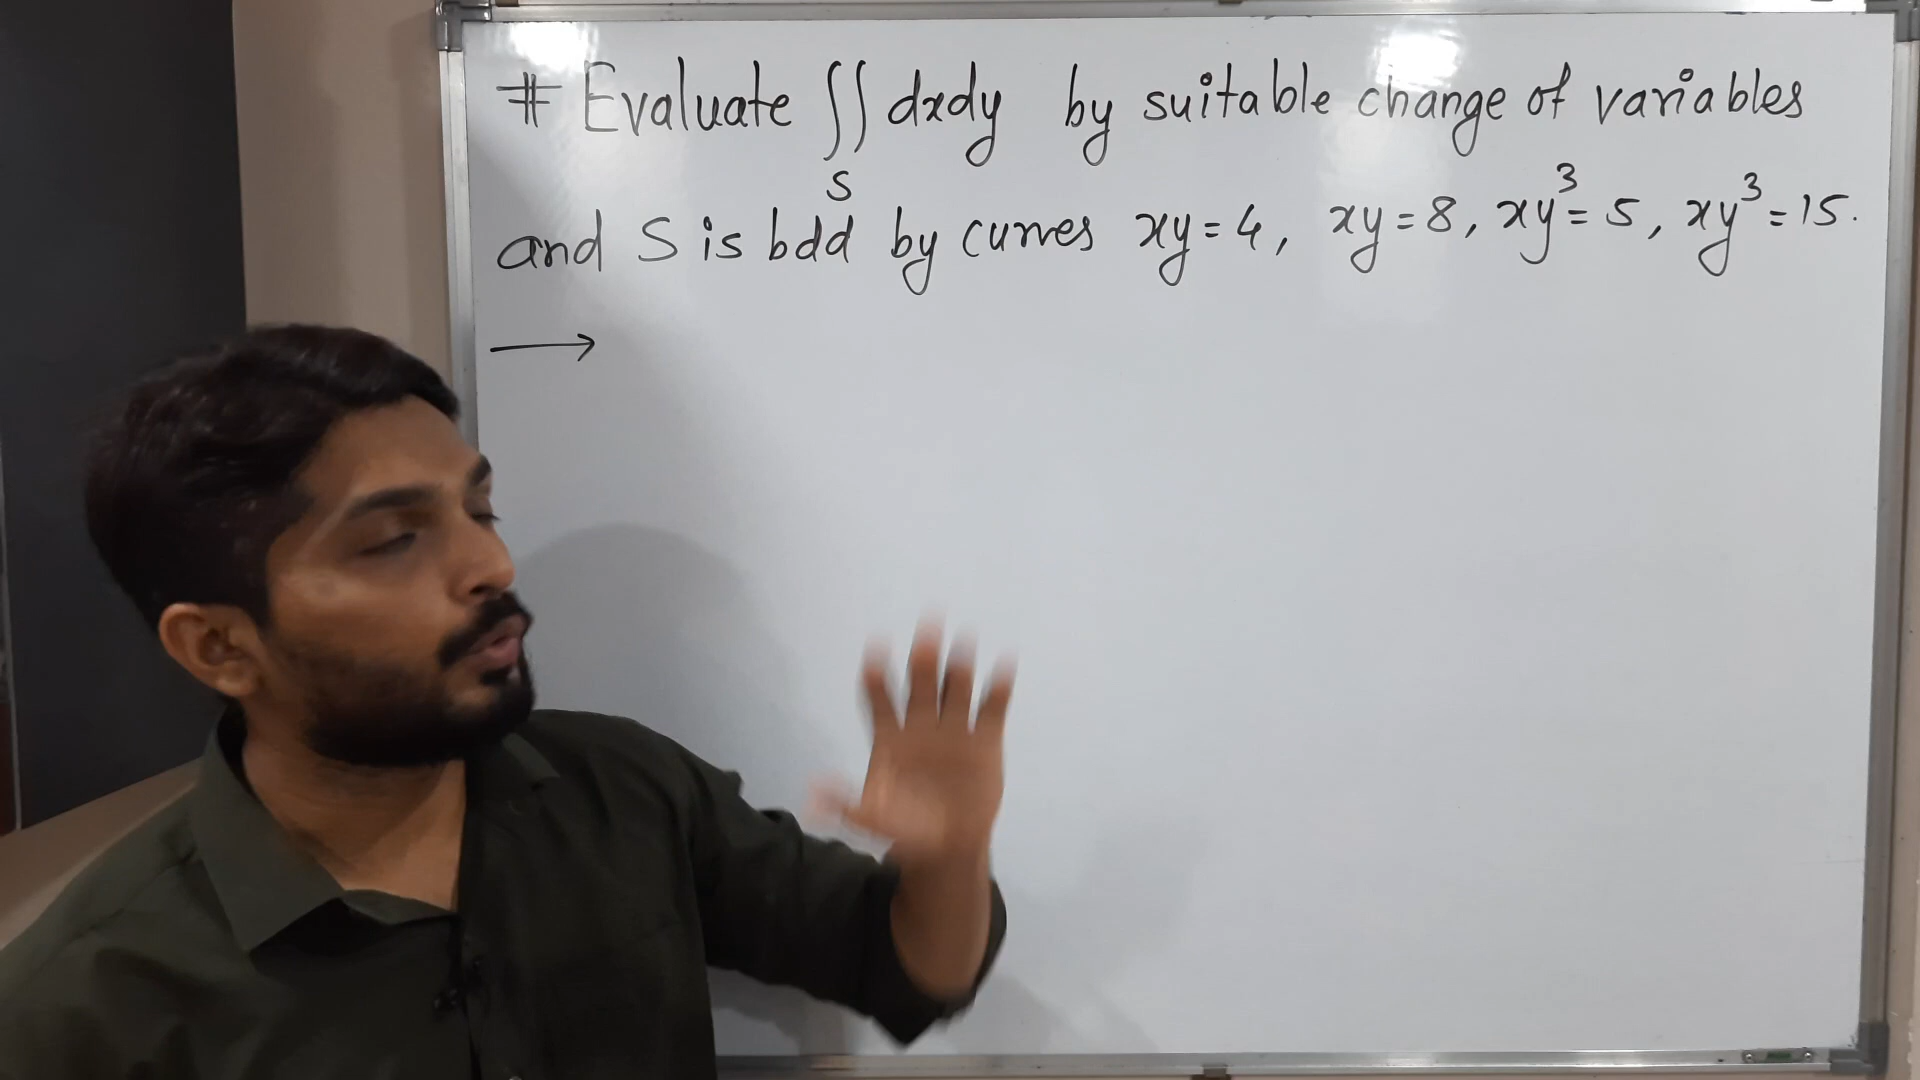 # Evaluate ∬_S dxdy by suitable change of variables
and S is bdd by curves xy = 4, xy = 8, xy³ = 5, xy³ = 15.
→